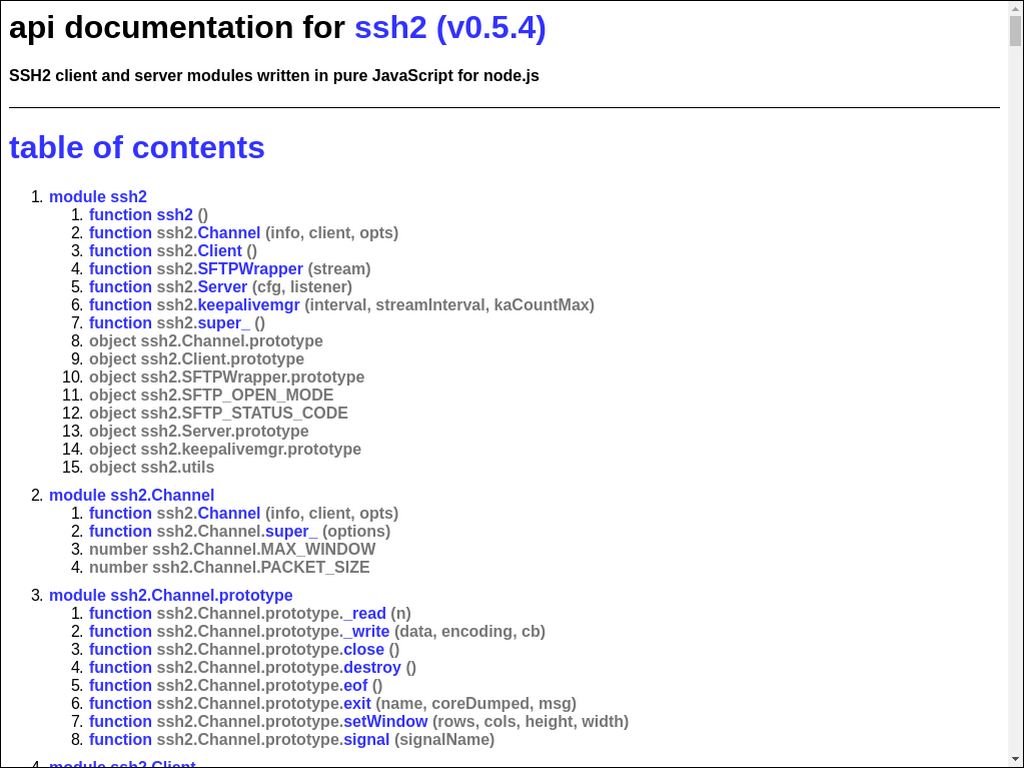 api documentation for ssh2 (v0.5.4)
SSH2 client and server modules written in pure JavaScript for node.js
table of contents
1. module ssh2
1. function ssh2 ()
2. function ssh2.Channel (info, client, opts)
3. function ssh2.Client ()
4. function ssh2.SFTPWrapper (stream)
5. function ssh2.Server (cfg, listener)
6. function ssh2.keepalivemgr (interval, streamInterval, kaCountMax)
7. function ssh2.super_ ()
8. object ssh2.Channel.prototype
9. object ssh2.Client.prototype
10. object ssh2.SFTPWrapper.prototype
11. object ssh2.SFTP_OPEN_MODE
12. object ssh2.SFTP_STATUS_CODE
13. object ssh2.Server.prototype
14. object ssh2.keepalivemgr.prototype
15. object ssh2.utils
2. module ssh2.Channel
1. function ssh2.Channel (info, client, opts)
2. function ssh2.Channel.super_ (options)
3. number ssh2.Channel.MAX_WINDOW
4. number ssh2.Channel.PACKET_SIZE
3. module ssh2.Channel.prototype
1. function ssh2.Channel.prototype._read (n)
2. function ssh2.Channel.prototype._write (data, encoding, cb)
3. function ssh2.Channel.prototype.close ()
4. function ssh2.Channel.prototype.destroy ()
5. function ssh2.Channel.prototype.eof ()
6. function ssh2.Channel.prototype.exit (name, coreDumped, msg)
7. function ssh2.Channel.prototype.setWindow (rows, cols, height, width)
8. function ssh2.Channel.prototype.signal (signalName)
4. module ssh2.Client